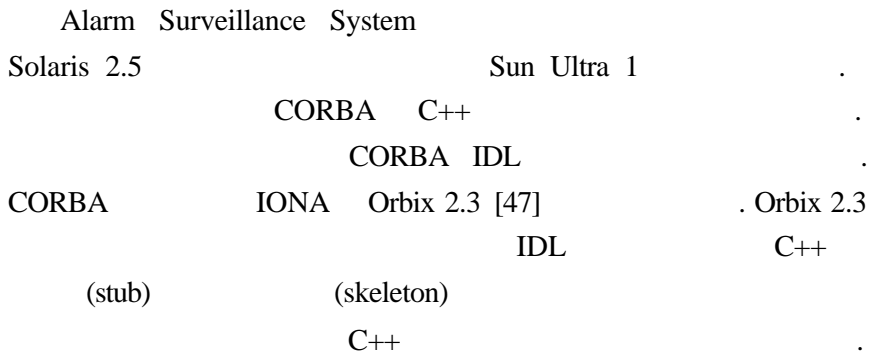 Alarm Surveillance System
Solaris 2.5 Sun Ultra 1 .
CORBA C++ .
CORBA IDL .
CORBA IONA Orbix 2.3 [47] . Orbix 2.3
IDL C++
(stub) (skeleton)
C++ .